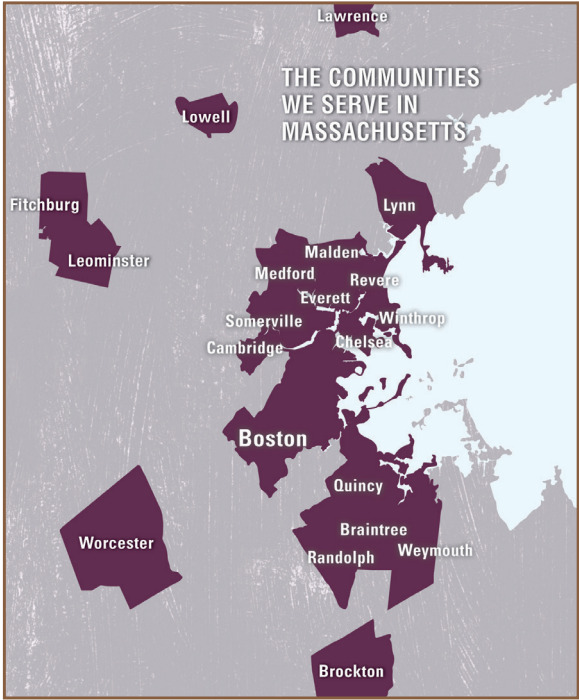 Lawrence
THE COMMUNITIES
WE SERVE IN
MASSACHUSETTS
Lowell
Fitchburg
Lynn
Leominster
Malden
Medford
Revere
Everett
Somerville
Winthrop
Cambridge
Chelsea
Boston
Quincy
Braintree
Worcester
Weymouth
Randolph
Brockton